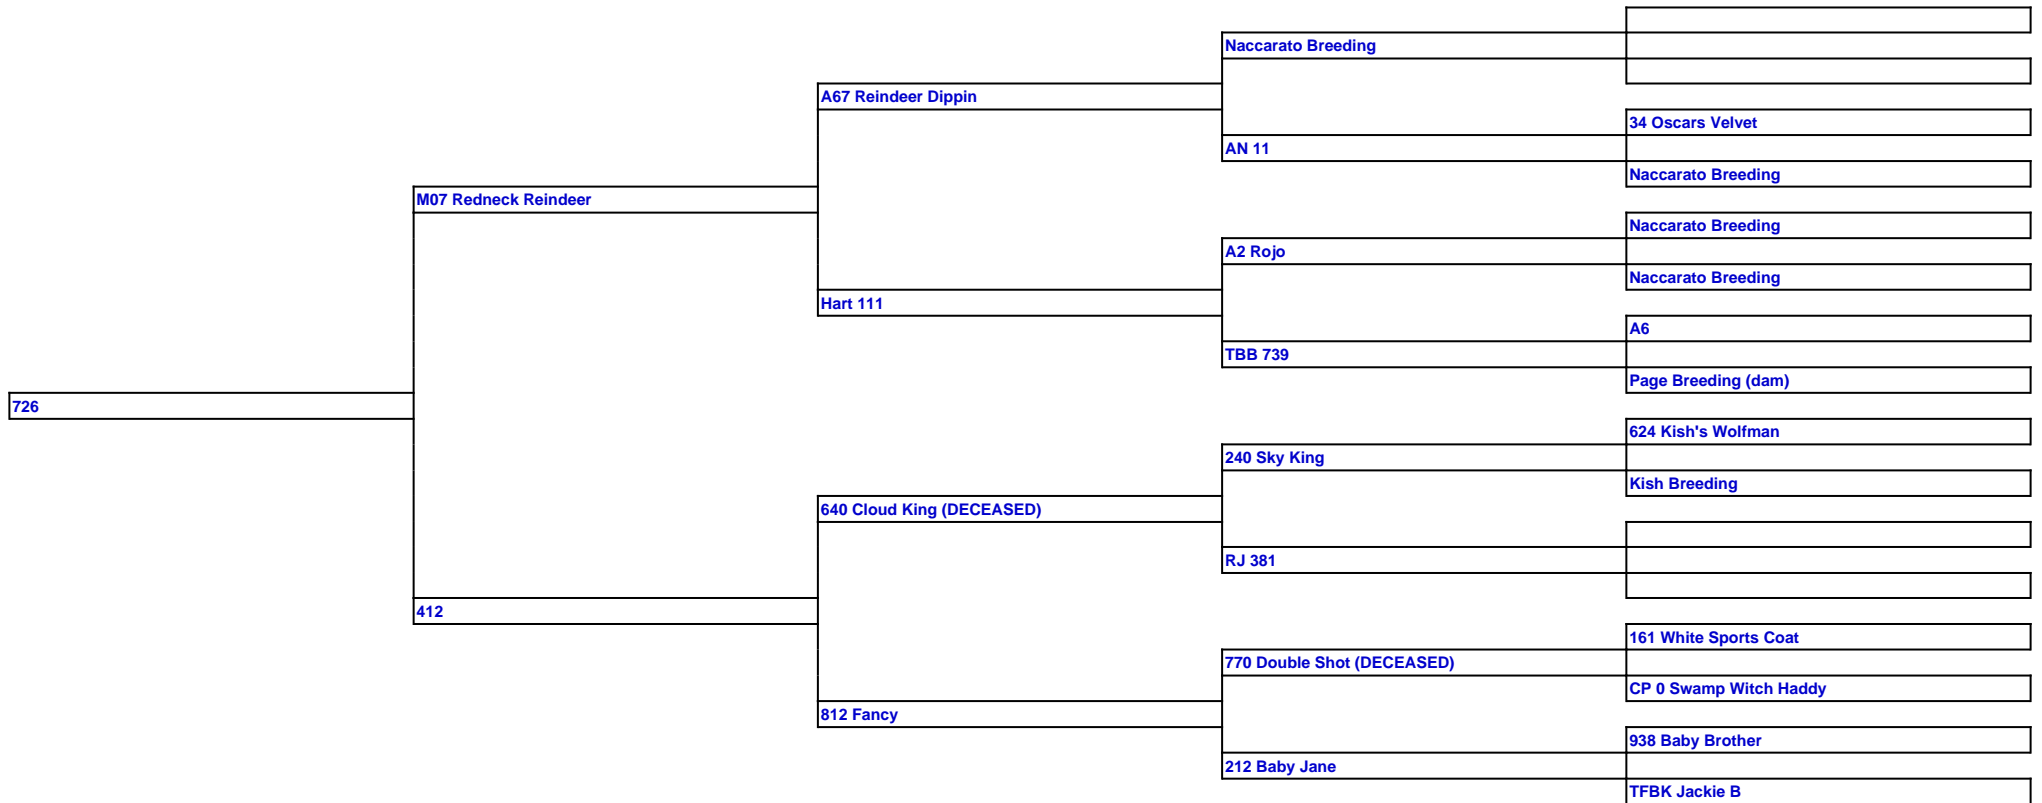 Naccarato Breeding
A67 Reindeer Dippin
34 Oscars Velvet
AN 11
Naccarato Breeding
M07 Redneck Reindeer
Naccarato Breeding
A2 Rojo
Naccarato Breeding
Hart 111
A6
TBB 739
Page Breeding (dam)
726
624 Kish's Wolfman
240 Sky King
Kish Breeding
640 Cloud King (DECEASED)
RJ 381
412
161 White Sports Coat
770 Double Shot (DECEASED)
CP 0 Swamp Witch Haddy
812 Fancy
938 Baby Brother
212 Baby Jane
TFBK Jackie B